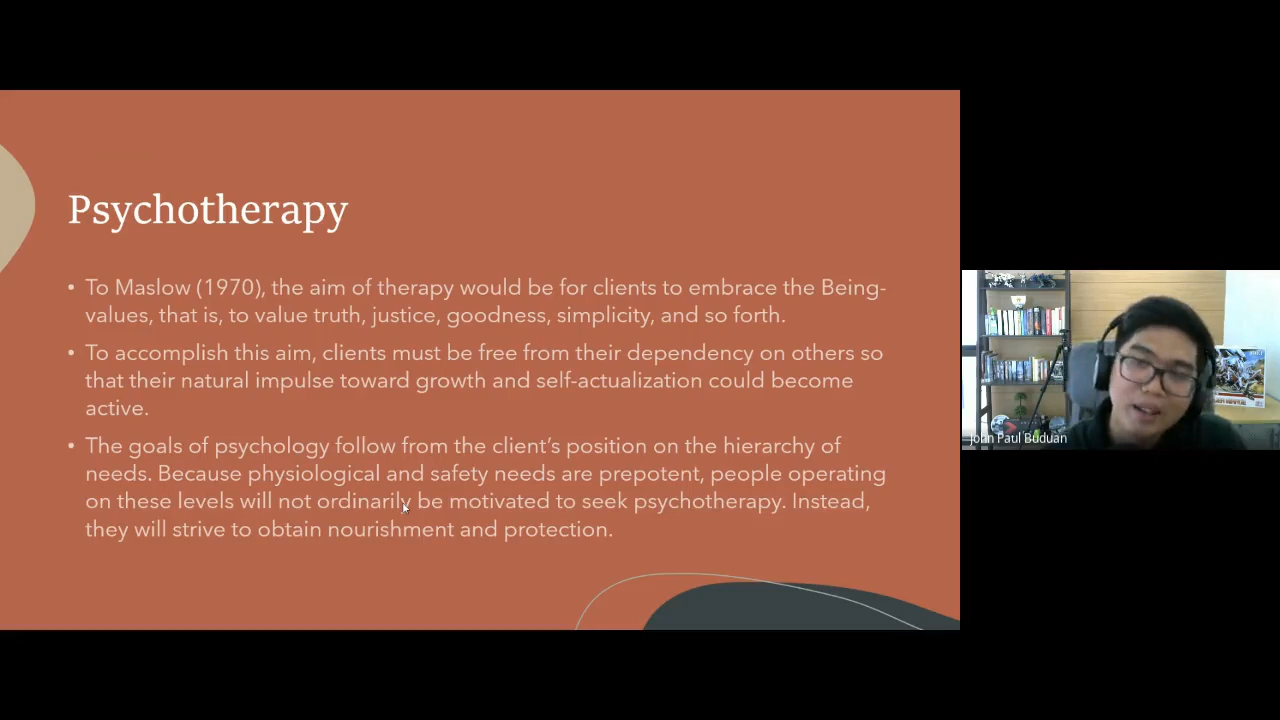 Psychotherapy
• To Maslow (1970), the aim of therapy would be for clients to embrace the Being-
values, that is, to value truth, justice, goodness, simplicity, and so forth.
• To accomplish this aim, clients must be free from their dependency on others so
that their natural impulse toward growth and self-actualization could become
active.
• The goals of psychology follow from the client's position on the hierarchy of
needs. Because physiological and safety needs are prepotent, people operating
on these levels will not ordinarily be motivated to seek psychotherapy. Instead,
they will strive to obtain nourishment and protection.
John Paul Buduan